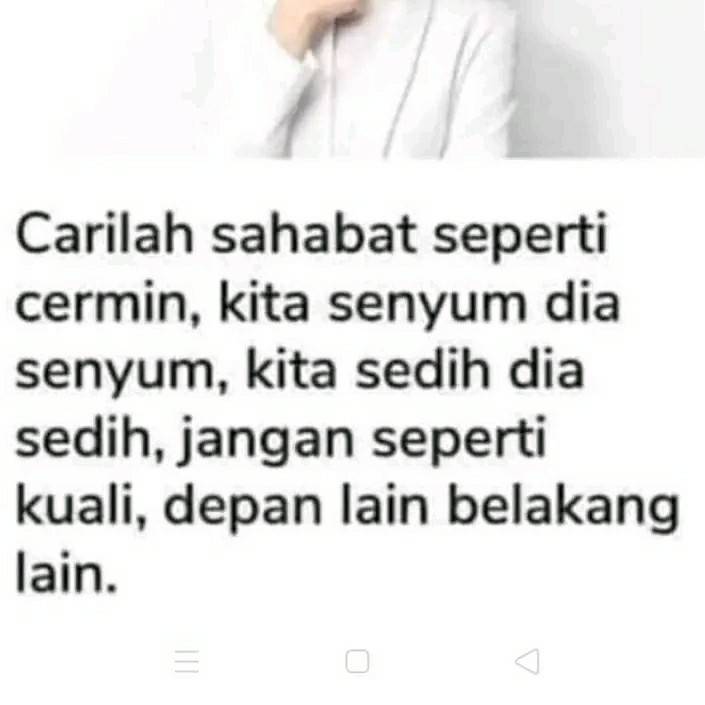 Carilah sahabat seperti
cermin, kita senyum dia
senyum, kita sedih dia
sedih, jangan seperti
kuali, depan lain belakang
lain.